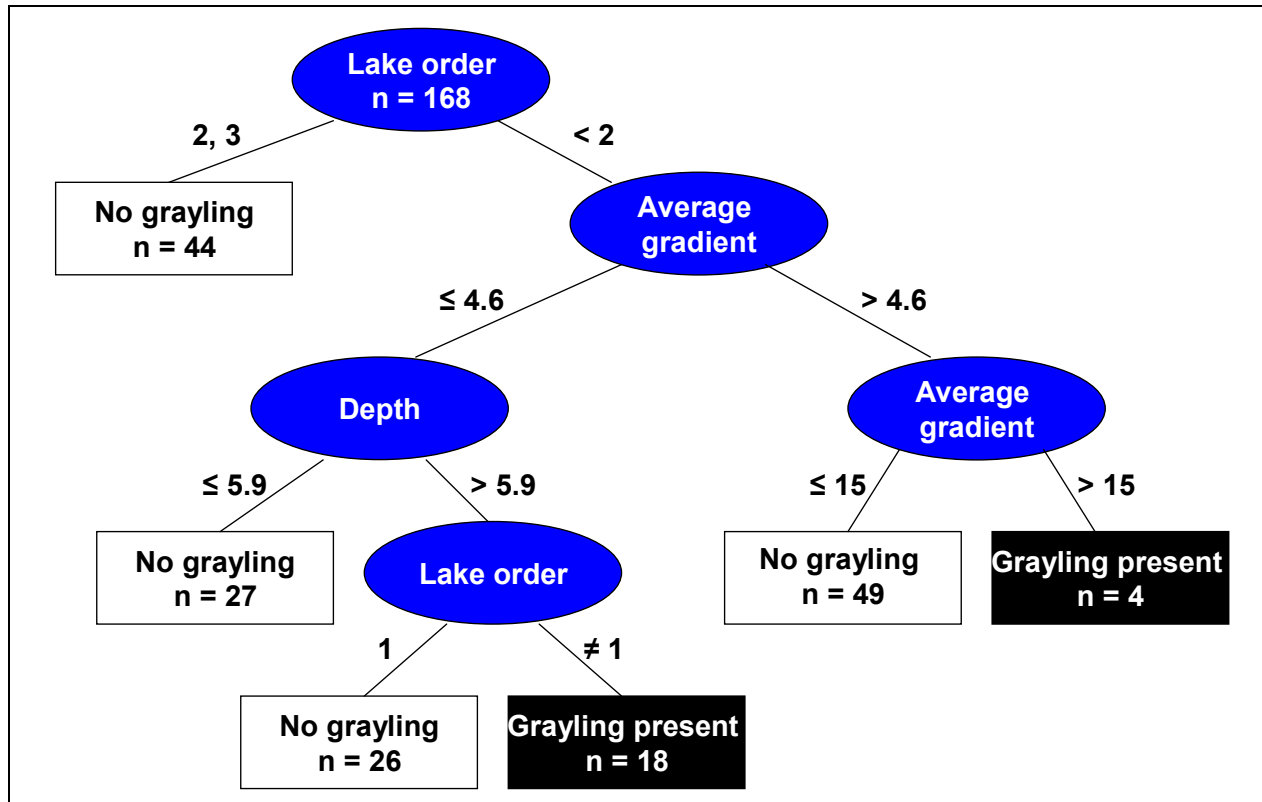 Lake order
n = 168
2, 3
< 2
No grayling
n = 44
Average
gradient
≤ 4.6
> 4.6
Depth
Average
gradient
≤ 5.9
> 5.9
≤ 15
> 15
No grayling
n = 27
Lake order
No grayling
n = 49
Grayling present
n = 4
1
≠ 1
No grayling
n = 26
Grayling present
n = 18